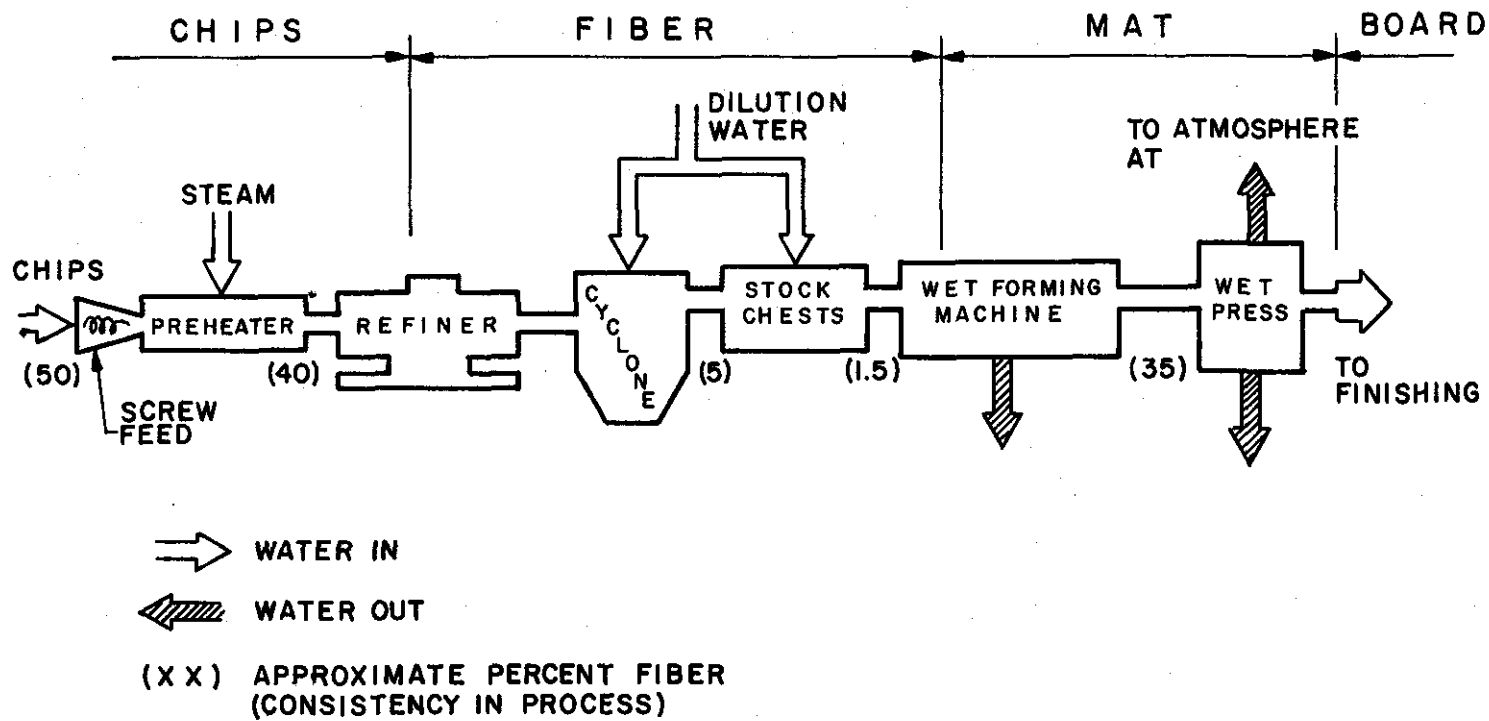 CHIPS
FIBER
MAT
BOARD
DILUTION
WATER
TO ATMOSPHERE
AT
STEAM
CHIPS
PREHEATER
REFINER
CYCLONE
STOCK
CHESTS
WET FORMING
MACHINE
WET
PRESS
(50)
(40)
(5)
(1.5)
(35)
TO
FINISHING
SCREW
FEED
WATER IN
WATER OUT
(XX) APPROXIMATE PERCENT FIBER
(CONSISTENCY IN PROCESS)